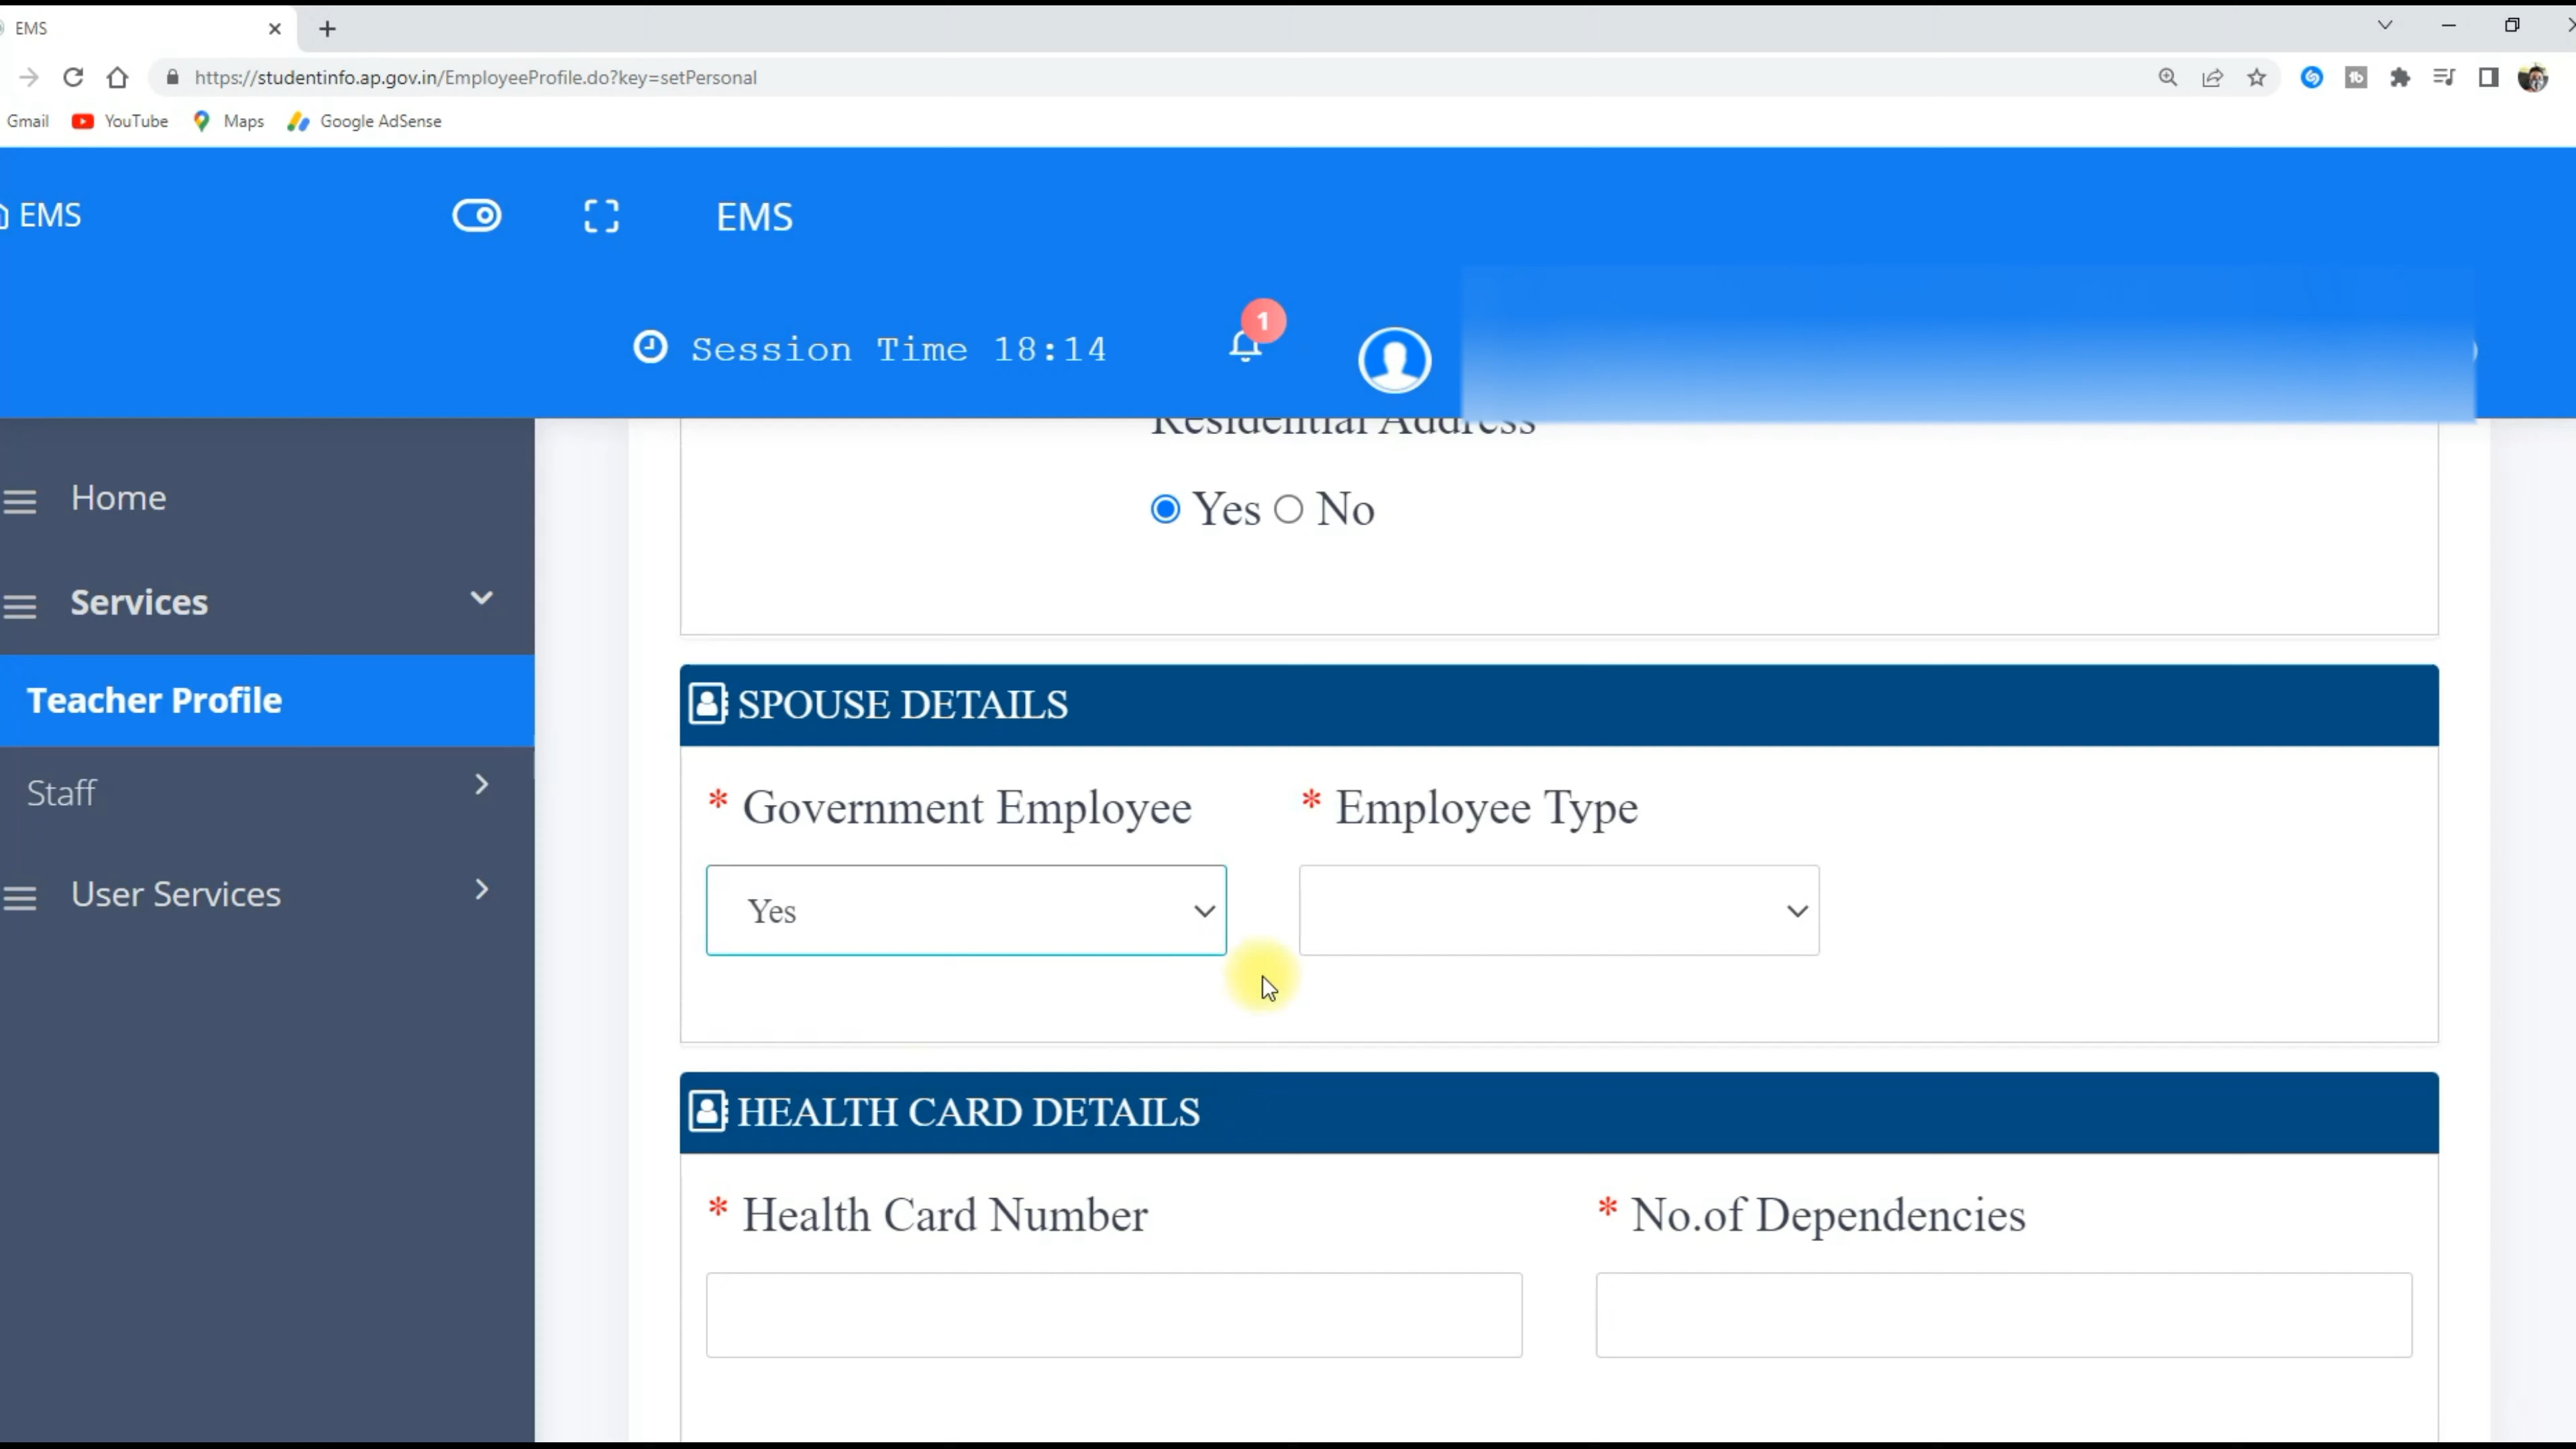 EMS
https://studentinfo.ap.gov.in/EmployeeProfile.do?key=setPersonal
Gmail YouTube Maps Google AdSense
EMS EMS
Session Time 18:14 1
Residential Address
Yes No
Home
Services
Teacher Profile
Staff
User Services
SPOUSE DETAILS
* Government Employee * Employee Type
Yes
HEALTH CARD DETAILS
* Health Card Number * No.of Dependencies